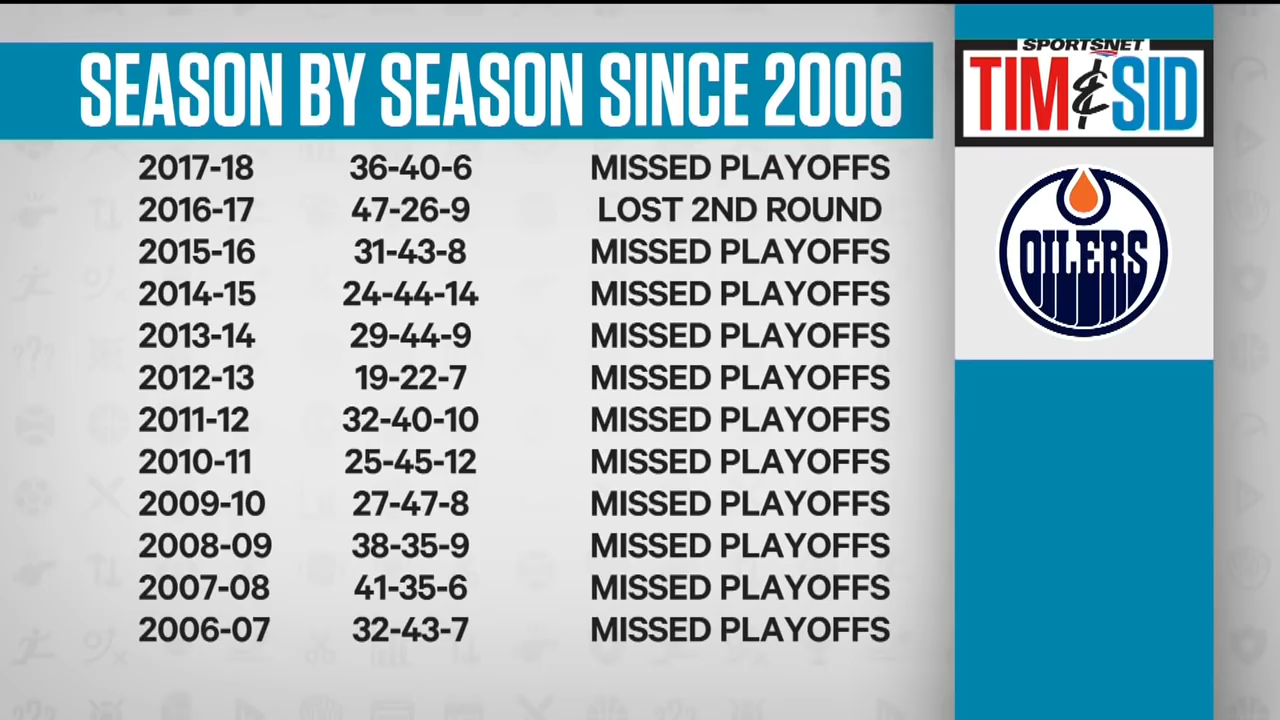 SEASON BY SEASON SINCE 2006
2017-18 36-40-6 MISSED PLAYOFFS
2016-17 47-26-9 LOST 2ND ROUND
2015-16 31-43-8 MISSED PLAYOFFS
2014-15 24-44-14 MISSED PLAYOFFS
2013-14 29-44-9 MISSED PLAYOFFS
2012-13 19-22-7 MISSED PLAYOFFS
2011-12 32-40-10 MISSED PLAYOFFS
2010-11 25-45-12 MISSED PLAYOFFS
2009-10 27-47-8 MISSED PLAYOFFS
2008-09 38-35-9 MISSED PLAYOFFS
2007-08 41-35-6 MISSED PLAYOFFS
2006-07 32-43-7 MISSED PLAYOFFS
SPORTSNET
TIM & SID
OILERS